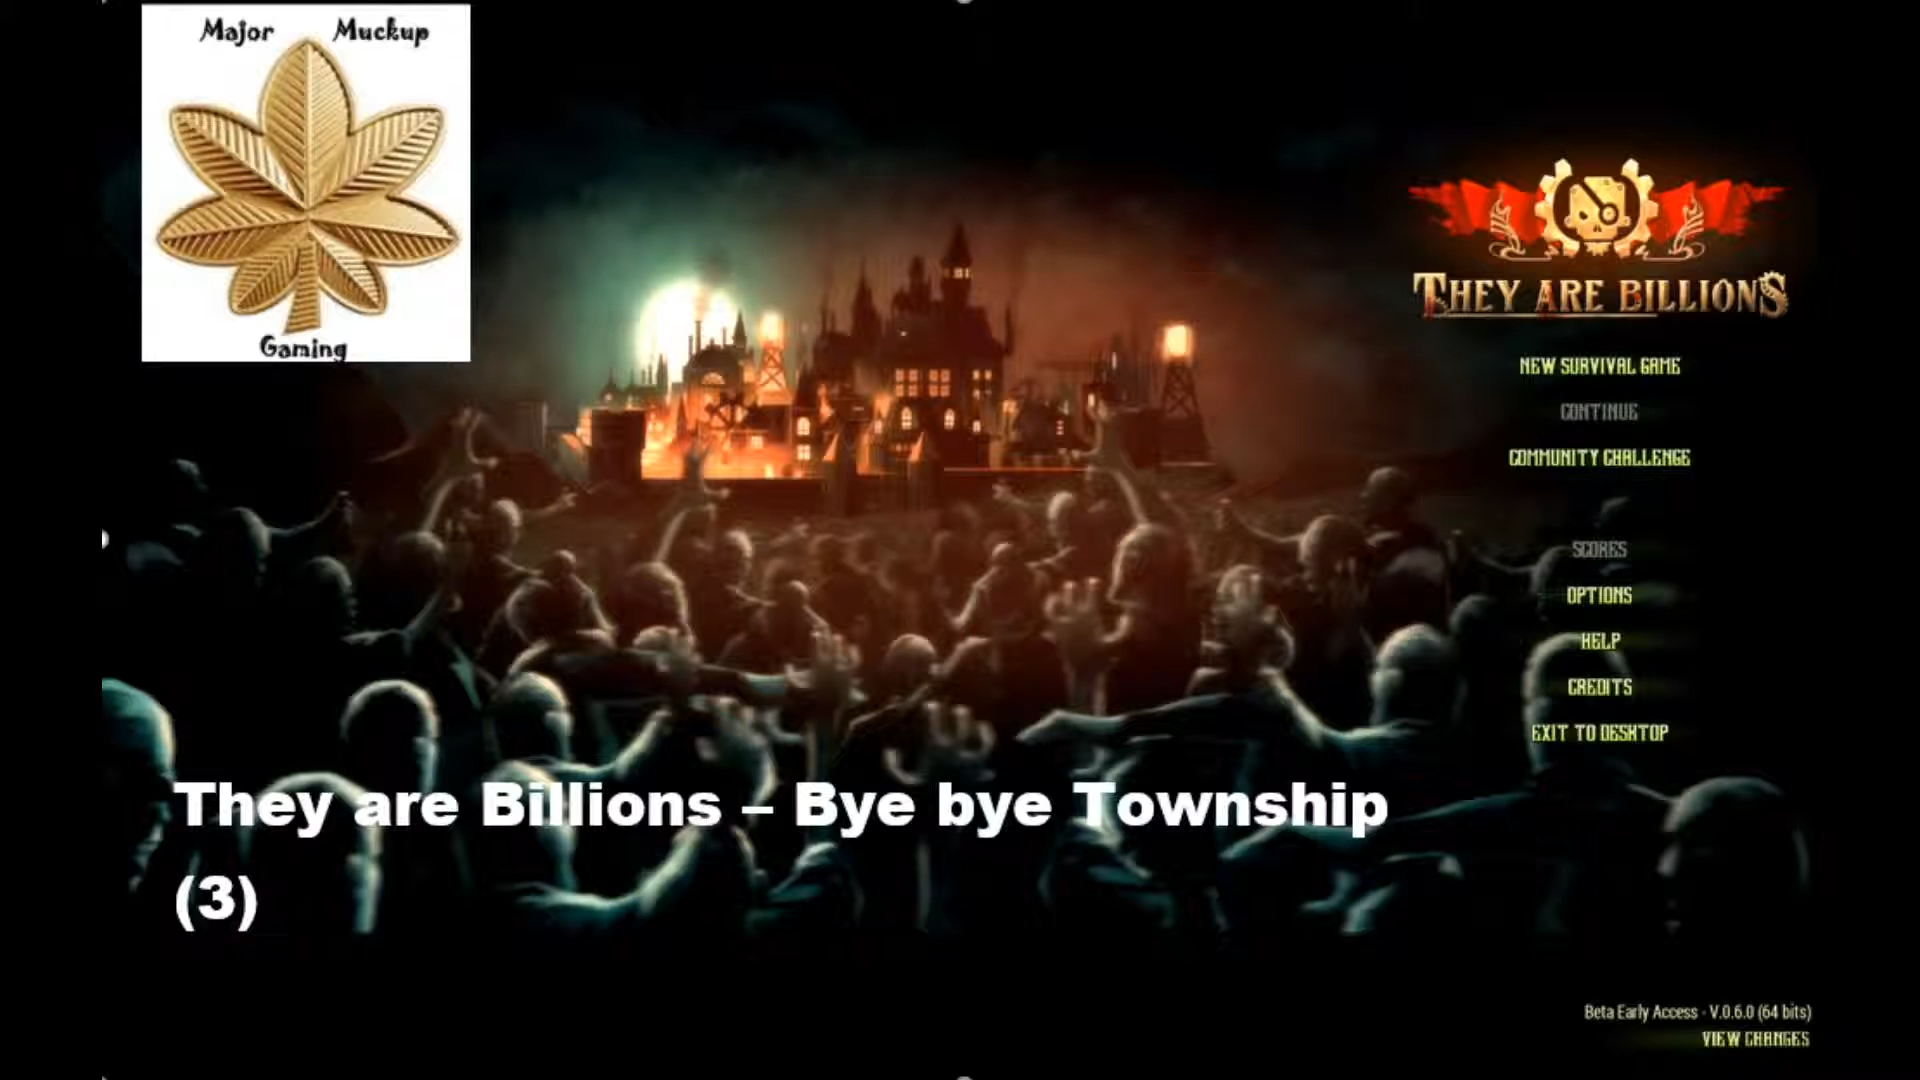 Major Muckup
Gaming
THEY ARE BILLIONS
NEW SURVIVAL GAME
CONTINUE
COMMUNITY CHALLENGE
SCORES
OPTIONS
HELP
CREDITS
EXIT TO DESKTOP
They are Billions – Bye bye Township
(3)
Beta Early Access - V.0.6.0 (64 bits)
VIEW CHANGES